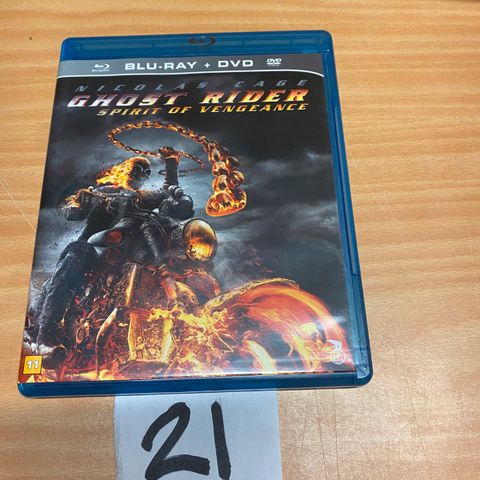 BLU-RAY + DVD
NICOLAS CAGE
GHOST RIDER
SPIRIT OF VENGEANCE
11
21